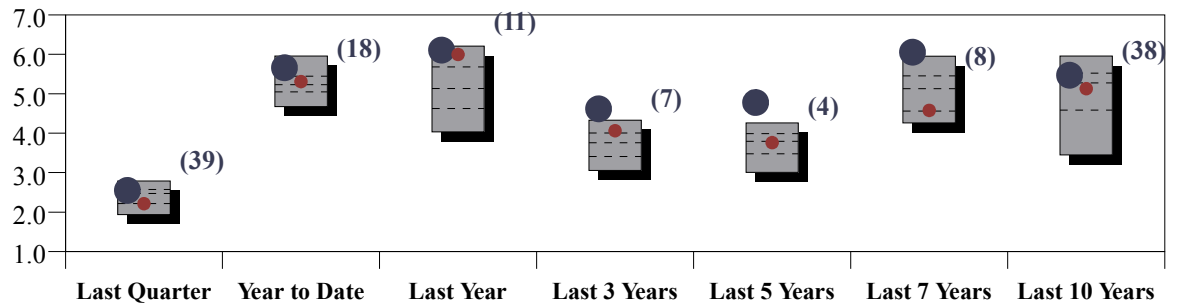 7.0
6.0
5.0
4.0
3.0
2.0
1.0
(39)
(18)
(11)
(7)
(4)
(8)
(38)
Last Quarter
Year to Date
Last Year
Last 3 Years
Last 5 Years
Last 7 Years
Last 10 Years